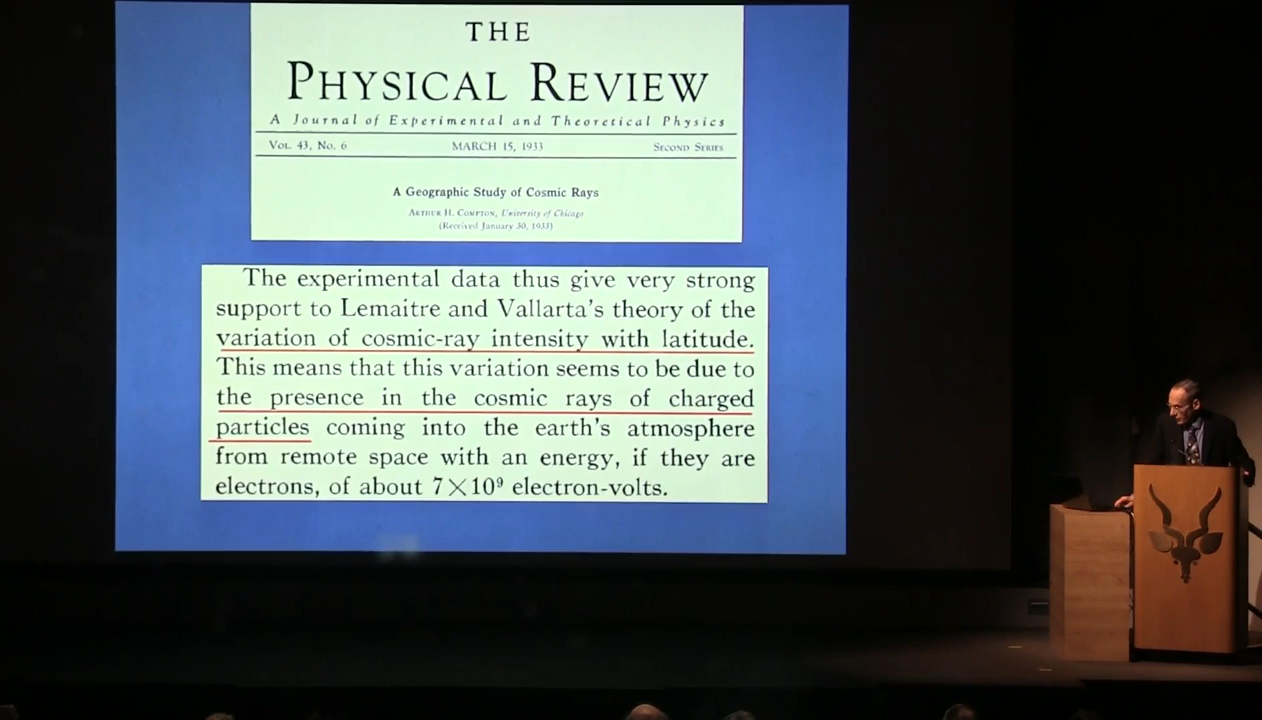 THE
PHYSICAL REVIEW
A Journal of Experimental and Theoretical Physics
VOL. 43, No. 6 MARCH 15, 1933 SECOND SERIES
A Geographic Study of Cosmic Rays
ARTHUR H. COMPTON, University of Chicago
(Received January 30, 1933)
The experimental data thus give very strong
support to Lemaitre and Vallarta's theory of the
variation of cosmic-ray intensity with latitude.
This means that this variation seems to be due to
the presence in the cosmic rays of charged
particles coming into the earth's atmosphere
from remote space with an energy, if they are
electrons, of about 7×10⁹ electron-volts.